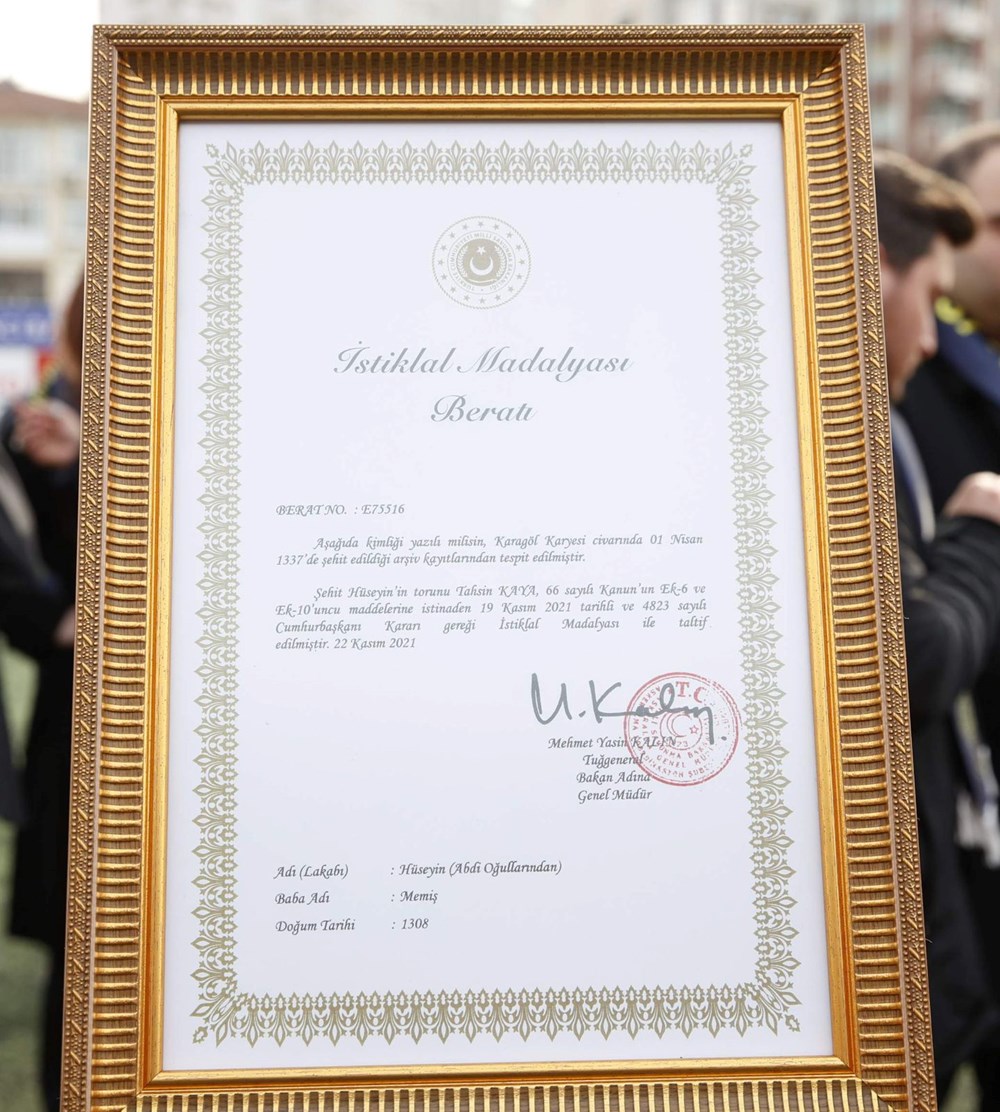 İstiklal Madalyası
Beratı
BERAT NO. : E75516
Aşağıda kimliği yazılı milisin, Karagöl Karyesi civarında 01 Nisan
1337'de şehit edildiği arşiv kayıtlarından tespit edilmiştir.
Şehit Hüseyin'in torunu Tahsin KAYA, 66 sayılı Kanun'un Ek-6 ve
Ek-10'uncu maddelerine istinaden 19 Kasım 2021 tarihli ve 4823 sayılı
Cumhurbaşkanı Kararı gereği İstiklal Madalyası ile taltif
edilmiştir. 22 Kasım 2021
T.C.
Mehmet Yasin KALIN
Tuğgeneral
Bakan Adına
Genel Müdür
Adı (Lakabı) : Hüseyin (Abdi Oğullarından)
Baba Adı : Memiş
Doğum Tarihi : 1308